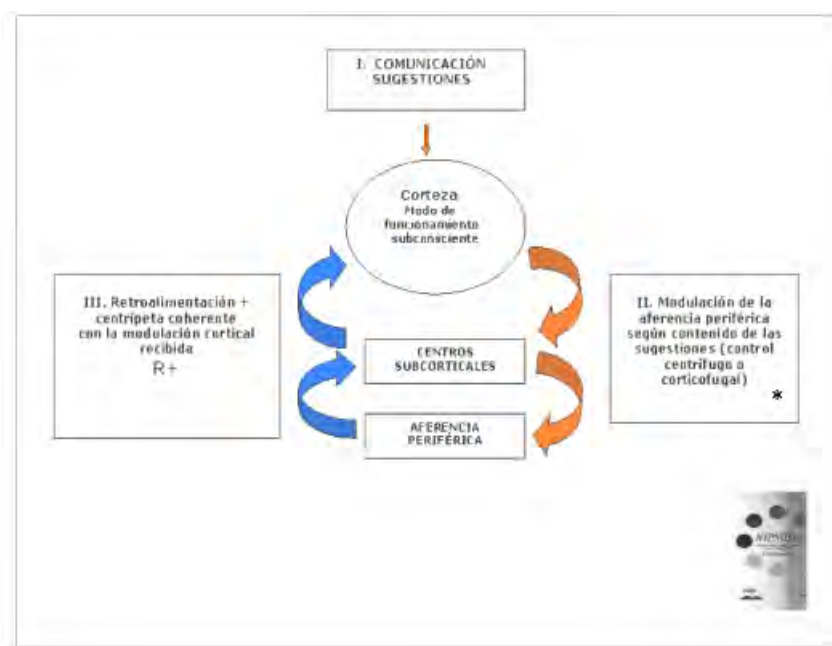 I. COMUNICACIÓN
SUGESTIONES
Corteza
Modo de
funcionamiento
subconsciente
III. Retroalimentación +
centrípeta coherente
con la modulación cortical
recibida
R+
II. Modulación de la
aferencia periférica
según contenido de las
sugestiones (control
centrífugo o
corticofugal)
*
CENTROS
SUBCORTICALES
AFERENCIA
PERIFÉRICA